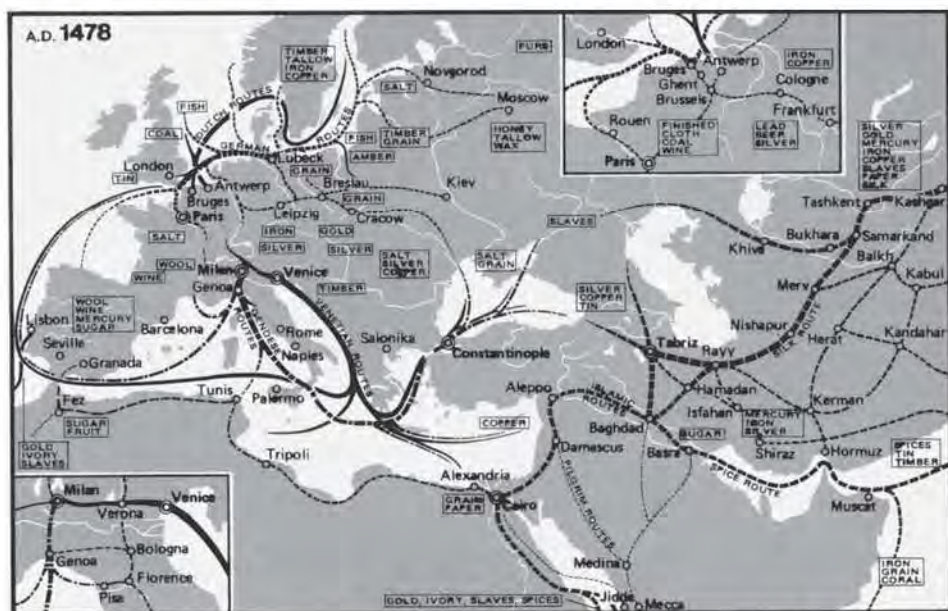 A.D. 1478
TIMBER
TALLOW
IRON
COPPER
FURS
Novgorod
SALT
Moscow
FISH
DUTCH ROUTES
COAL
GERMAN ROUTES
FISH
TIMBER
GRAIN
HONEY
TALLOW
WAX
London
Lubeck
AMBER
TIN
GRAIN
Antwerp
Breslau
Kiev
Bruges
GRAIN
Paris
Leipzig
Cracow
SALT
IRON
GOLD
SILVER
SILVER
SALT
SILVER
COPPER
SALT
GRAIN
SLAVES
WOOL
WINE
Milan
Venice
Genoa
TIMBER
WOOL
WINE
MERCURY
SUGAR
Lisbon
Seville
Barcelona
Granada
GENOESE ROUTES
Rome
Naples
VENETIAN ROUTES
Salonika
Constantinople
Fez
Tunis
Palermo
SUGAR
FRUIT
GOLD
IVORY
SLAVES
Tripoli
COPPER
Alexandria
GRAIN
PAPER
Cairo
Aleppo
Damascus
ISLAMIC ROUTES
PILGRIM ROUTES
Baghdad
Basra
SUGAR
SILVER
COPPER
TIN
Tabriz
Rayy
Hamadan
Isfahan
MERCURY
IRON
SILVER
Shiraz
Kerman
Hormuz
SPICE ROUTE
Muscat
SPICES
TIN
TIMBER
IRON
GRAIN
CORAL
Medina
Jidde
Mecca
GOLD, IVORY, SLAVES, SPICES
Khiva
Bukhara
Tashkent
Kashgar
Samarkand
Balkh
Kabul
Merv
Nishapur
SILK ROUTE
Herat
Kandahar
SILVER
GOLD
MERCURY
IRON
COPPER
SLAVES
PAPER
SILK
London
Bruges
Antwerp
Ghent
Brussels
IRON
COPPER
Cologne
Frankfurt
Rouen
Paris
FINISHED
CLOTH
COAL
WINE
LEAD
BEER
SILVER
Milan
Verona
Venice
Genoa
Bologna
Florence
Pisa